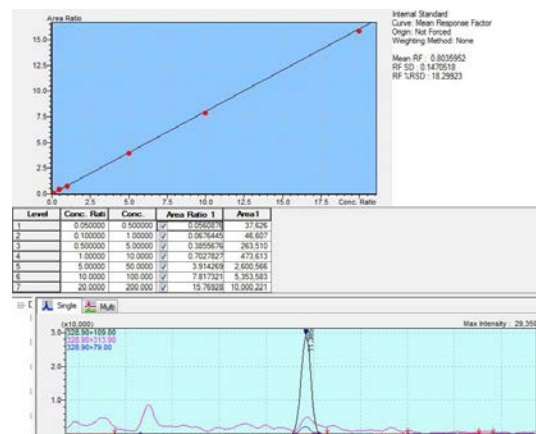 Area Ratio
15.0
12.5
10.0
7.5
5.0
2.5
0.0
0.0 2.5 5.0 7.5 10.0 12.5 15.0 17.5 Conc. Ratio
Internal Standard
Curve: Mean Response Factor
Origin: Not Forced
Weighting Method: None
Mean RF : 0.8035952
RF SD : 0.1470518
RF %RSD : 18.29923
Level Conc. Rati Conc. Area Ratio 1 Area1
1 0.050000 0.500000 0.0560876 37,626
2 0.100000 1.00000 0.0676445 46,607
3 0.500000 5.00000 0.3855676 263,510
4 1.00000 10.0000 0.7027827 473,613
5 5.00000 50.0000 3.914269 2,600,566
6 10.0000 100.000 7.817321 5,353,583
7 20.0000 200.000 15.76928 10,000,221
Single Multi
(x10,000) Max Intensity : 29,350
3.0 328.90>109.00
328.90>313.90
328.90>79.00
2.0
1.0